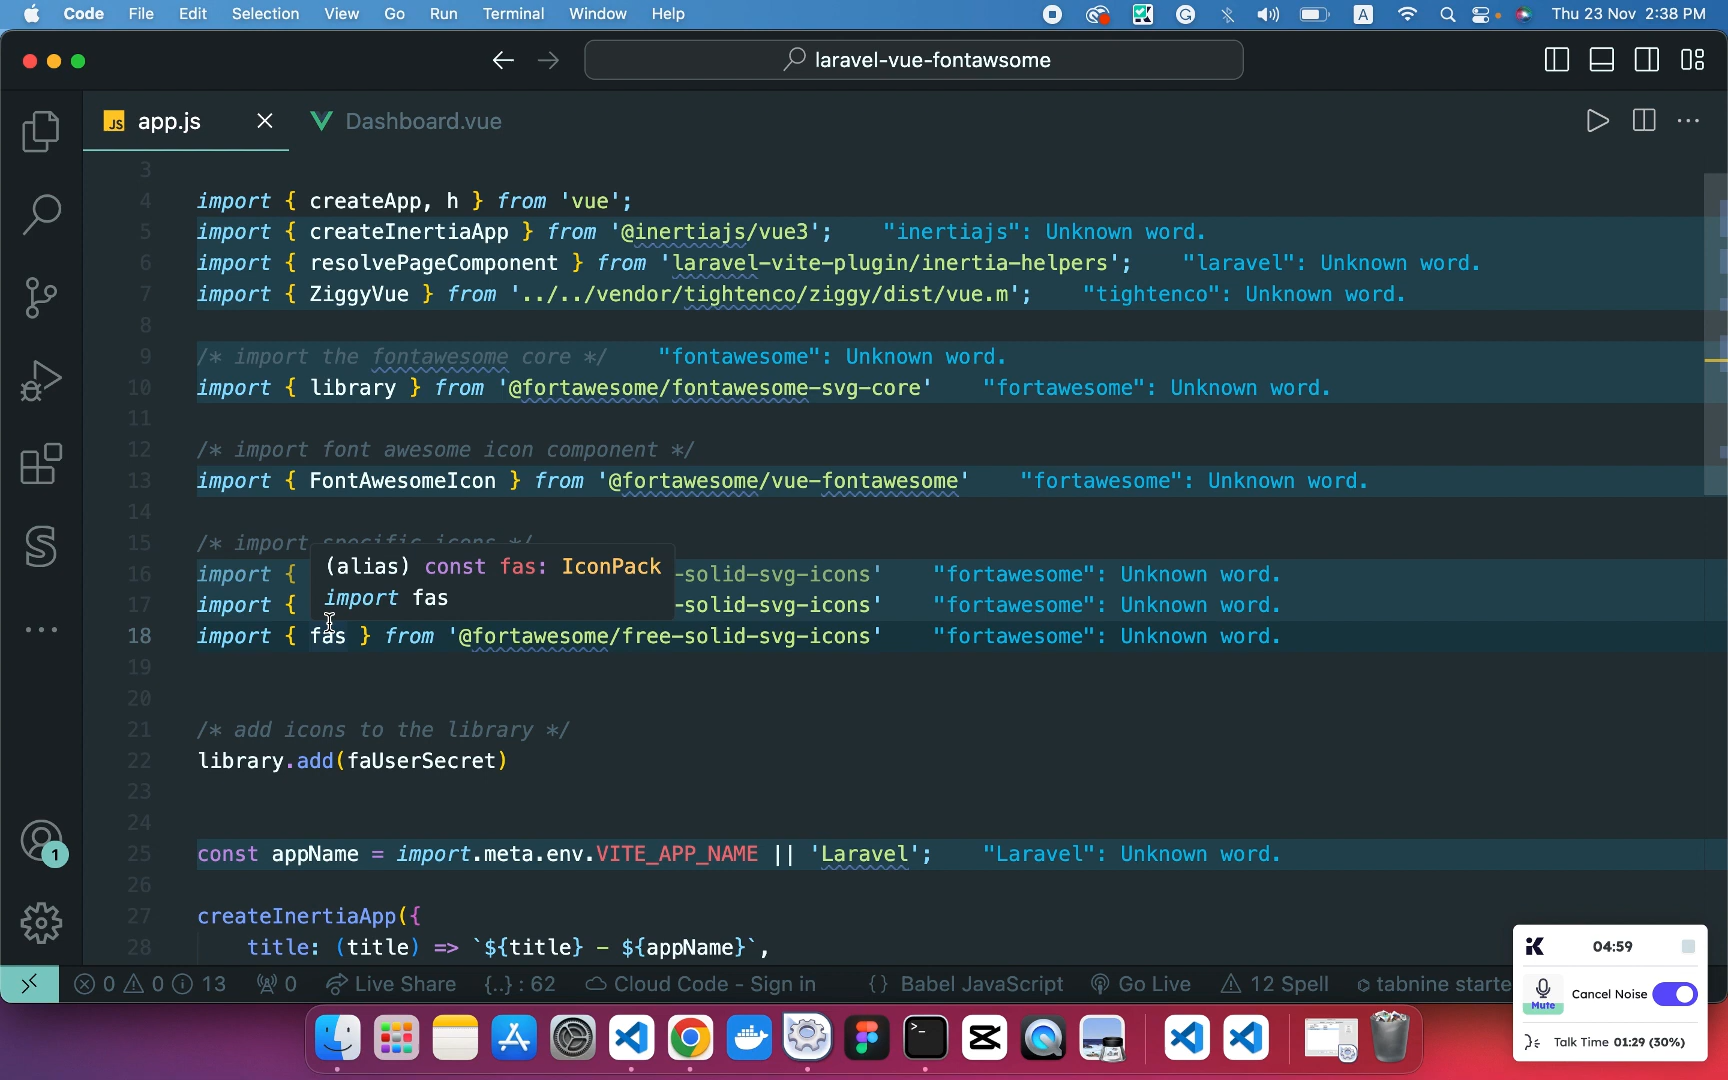 Code File Edit Selection View Go Run Terminal Window Help A Thu 23 Nov 2:38 PM
laravel-vue-fontawsome
JS app.js Dashboard.vue
3
4 import { createApp, h } from 'vue';
5 import { createInertiaApp } from '@inertiajs/vue3'; "inertiajs": Unknown word.
6 import { resolvePageComponent } from 'laravel-vite-plugin/inertia-helpers'; "laravel": Unknown word.
7 import { ZiggyVue } from '../../vendor/tightenco/ziggy/dist/vue.m'; "tightenco": Unknown word.
8
9 /* import the fontawesome core */ "fontawesome": Unknown word.
10 import { library } from '@fortawesome/fontawesome-svg-core' "fortawesome": Unknown word.
11
12 /* import font awesome icon component */
13 import { FontAwesomeIcon } from '@fortawesome/vue-fontawesome' "fortawesome": Unknown word.
14
15 /* import specific icons */
(alias) const fas: IconPack
import fas
16 import { -solid-svg-icons' "fortawesome": Unknown word.
17 import { -solid-svg-icons' "fortawesome": Unknown word.
18 import { fas } from '@fortawesome/free-solid-svg-icons' "fortawesome": Unknown word.
19
20
21 /* add icons to the library */
22 library.add(faUserSecret)
23
24
25 const appName = import.meta.env.VITE_APP_NAME || 'Laravel'; "Laravel": Unknown word.
26
27 createInertiaApp({
28 title: (title) => `${title} - ${appName}`,
1
04:59
Mute Cancel Noise
Talk Time 01:29 (30%)
0 0 13 0 Live Share {..} : 62 Cloud Code - Sign in {} Babel JavaScript Go Live 12 Spell tabnine starte